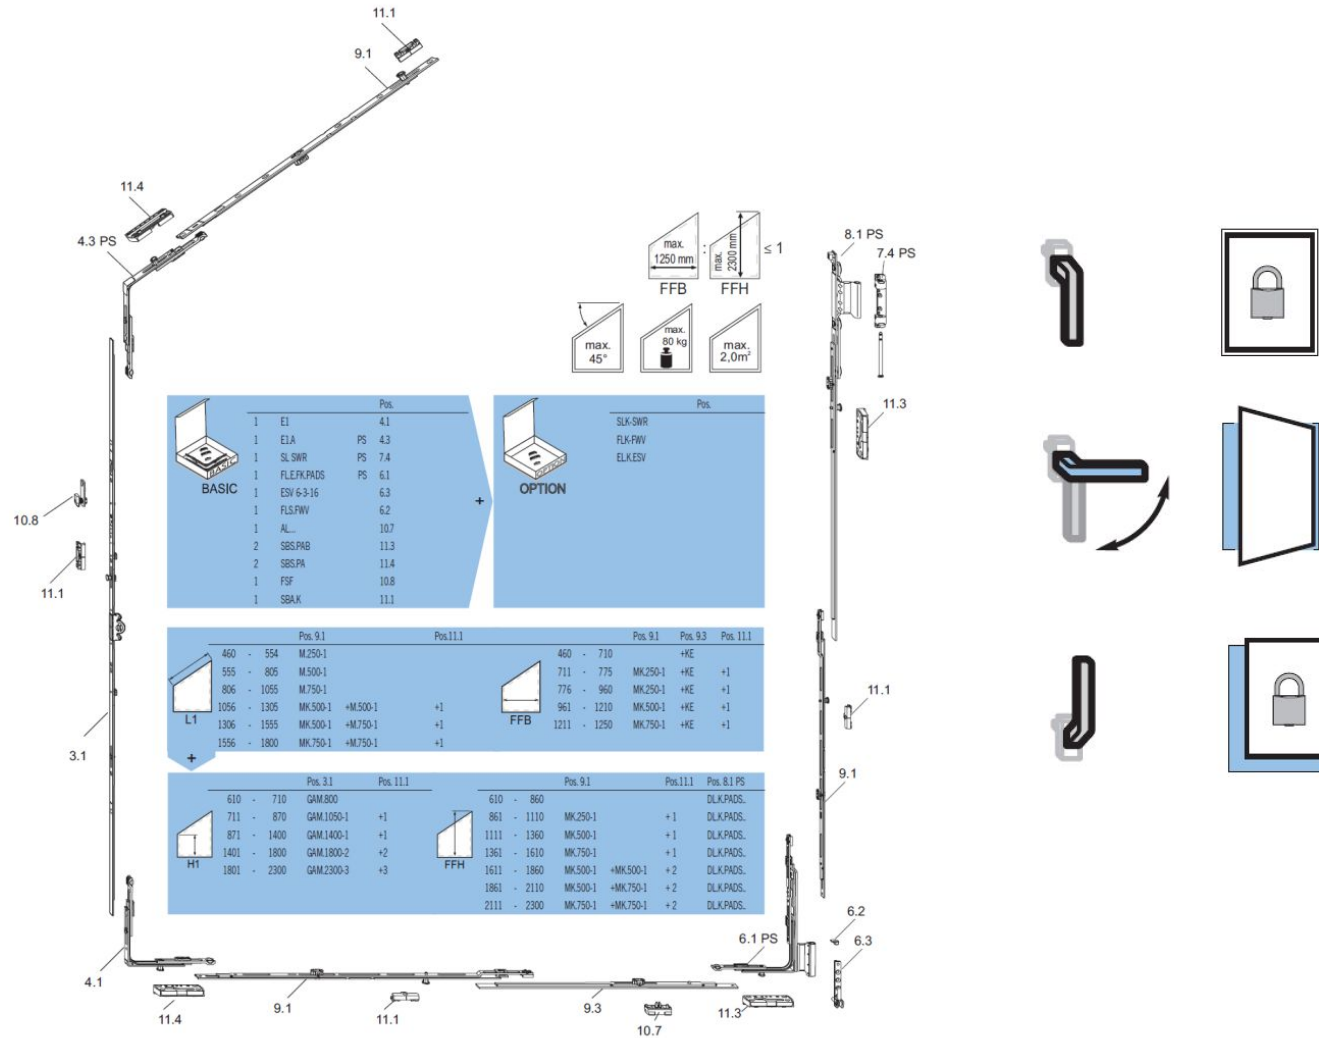 11.1
9.1
11.4
4.3 PS
max.
1250 mm
FFB
:
max.
2300 mm
FFH
≤ 1
max.
45°
max.
80 kg
max.
2,0m²
8.1 PS
7.4 PS
11.3
10.8
11.1
3.1
BASIC
Pos.
1 E1 4.1
1 E1.A PS 4.3
1 SL SWR PS 7.4
1 FL.E.FK.PADS PS 6.1
1 ESV 6-3-16 6.3
1 FLS.FWV 6.2
1 AL... 10.7
2 SBS.PAB 11.3
2 SBS.PA 11.4
1 FSF 10.8
1 SBA.K 11.1
BASIC
+
OPTION
Pos.
SLK-SWR
FLK-FWV
EL.K.ESV
OPTION
Pos. 9.1 Pos.11.1
460 - 554 M.250-1
555 - 805 M.500-1
806 - 1055 M.750-1
1056 - 1305 MK.500-1 +M.500-1 +1
1306 - 1555 MK.500-1 +M.750-1 +1
1556 - 1800 MK.750-1 +M.750-1 +1
L1
+
Pos. 9.1 Pos. 9.3 Pos. 11.1
460 - 710 +KE
711 - 775 MK.250-1 +KE +1
776 - 960 MK.250-1 +KE +1
961 - 1210 MK.500-1 +KE +1
1211 - 1250 MK.750-1 +KE +1
FFB
Pos. 3.1 Pos. 11.1
610 - 710 GAM.800
711 - 870 GAM.1050-1 +1
871 - 1400 GAM.1400-1 +1
1401 - 1800 GAM.1800-2 +2
1801 - 2300 GAM.2300-3 +3
H1
Pos. 9.1 Pos.11.1 Pos. 8.1 PS
610 - 860 DL.K.PADS..
861 - 1110 MK.250-1 + 1 DL.K.PADS..
1111 - 1360 MK.500-1 + 1 DL.K.PADS..
1361 - 1610 MK.750-1 + 1 DL.K.PADS..
1611 - 1860 MK.500-1 +MK.500-1 + 2 DL.K.PADS..
1861 - 2110 MK.500-1 +MK.750-1 + 2 DL.K.PADS..
2111 - 2300 MK.750-1 +MK.750-1 + 2 DL.K.PADS..
FFH
11.1
9.1
6.2
6.3
6.1 PS
4.1
11.4
9.1
11.1
9.3
10.7
11.3